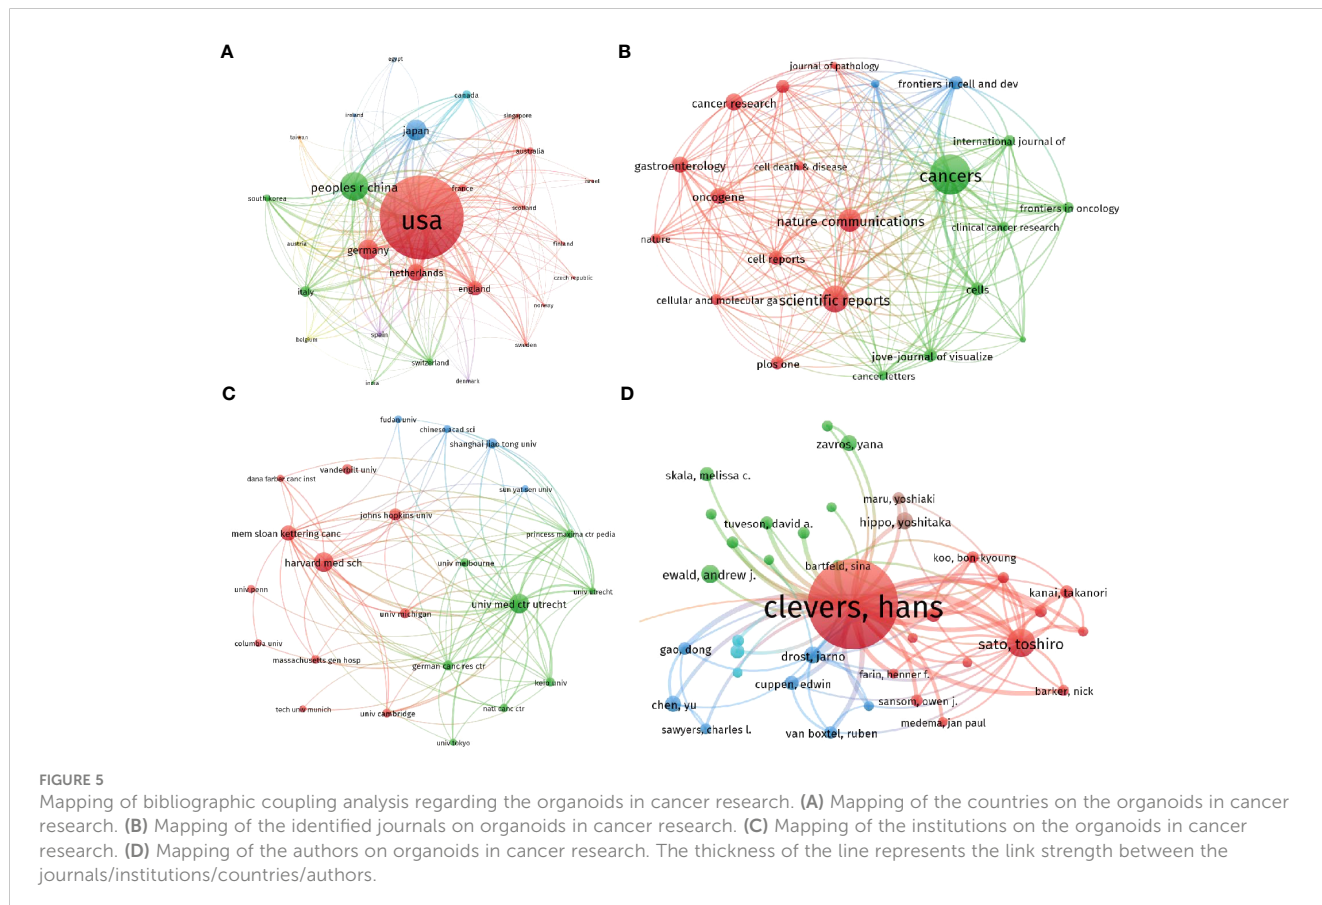 A
egypt
canada
ireland
japan
singapore
taiwan
australia
peoples r china
france
israel
south korea
usa
scotland
austria
germany
finland
netherlands
czech republic
italy
england
norway
spain
belgium
sweden
switzerland
india
denmark
B
journal of pathology
frontiers in cell and dev
cancer research
international journal of
gastroenterology
cell death & disease
cancers
oncogene
frontiers in oncology
nature communications
clinical cancer research
nature
cell reports
cells
cellular and molecular ga
scientific reports
jove-journal of visualize
plos one
cancer letters
C
fudan univ
chinese acad sci
shanghai jiao tong univ
vanderbilt univ
dana farber canc inst
sun yat sen univ
johns hopkins univ
mem sloan kettering canc
princess maxima ctr pedia
harvard med sch
univ melbourne
univ penn
univ utrecht
univ med ctr utrecht
univ michigan
columbia univ
massachusetts gen hosp
german canc res ctr
keio univ
tech univ munich
univ cambridge
natl canc ctr
univ tokyo
D
zavros, yana
skala, melissa c.
maru, yoshiaki
tuveson, david a.
hippo, yoshitaka
koo, bon-kyoung
bartfeld, sina
ewald, andrew j.
kanai, takanori
clevers, hans
sato, toshiro
gao, dong
drost, jarno
farin, henner f.
cuppen, edwin
barker, nick
chen, yu
sansom, owen j.
medema, jan paul
sawyers, charles l.
van boxtel, ruben
FIGURE 5
Mapping of bibliographic coupling analysis regarding the organoids in cancer research. (A) Mapping of the countries on the organoids in cancer
research. (B) Mapping of the identified journals on organoids in cancer research. (C) Mapping of the institutions on the organoids in cancer
research. (D) Mapping of the authors on organoids in cancer research. The thickness of the line represents the link strength between the
journals/institutions/countries/authors.